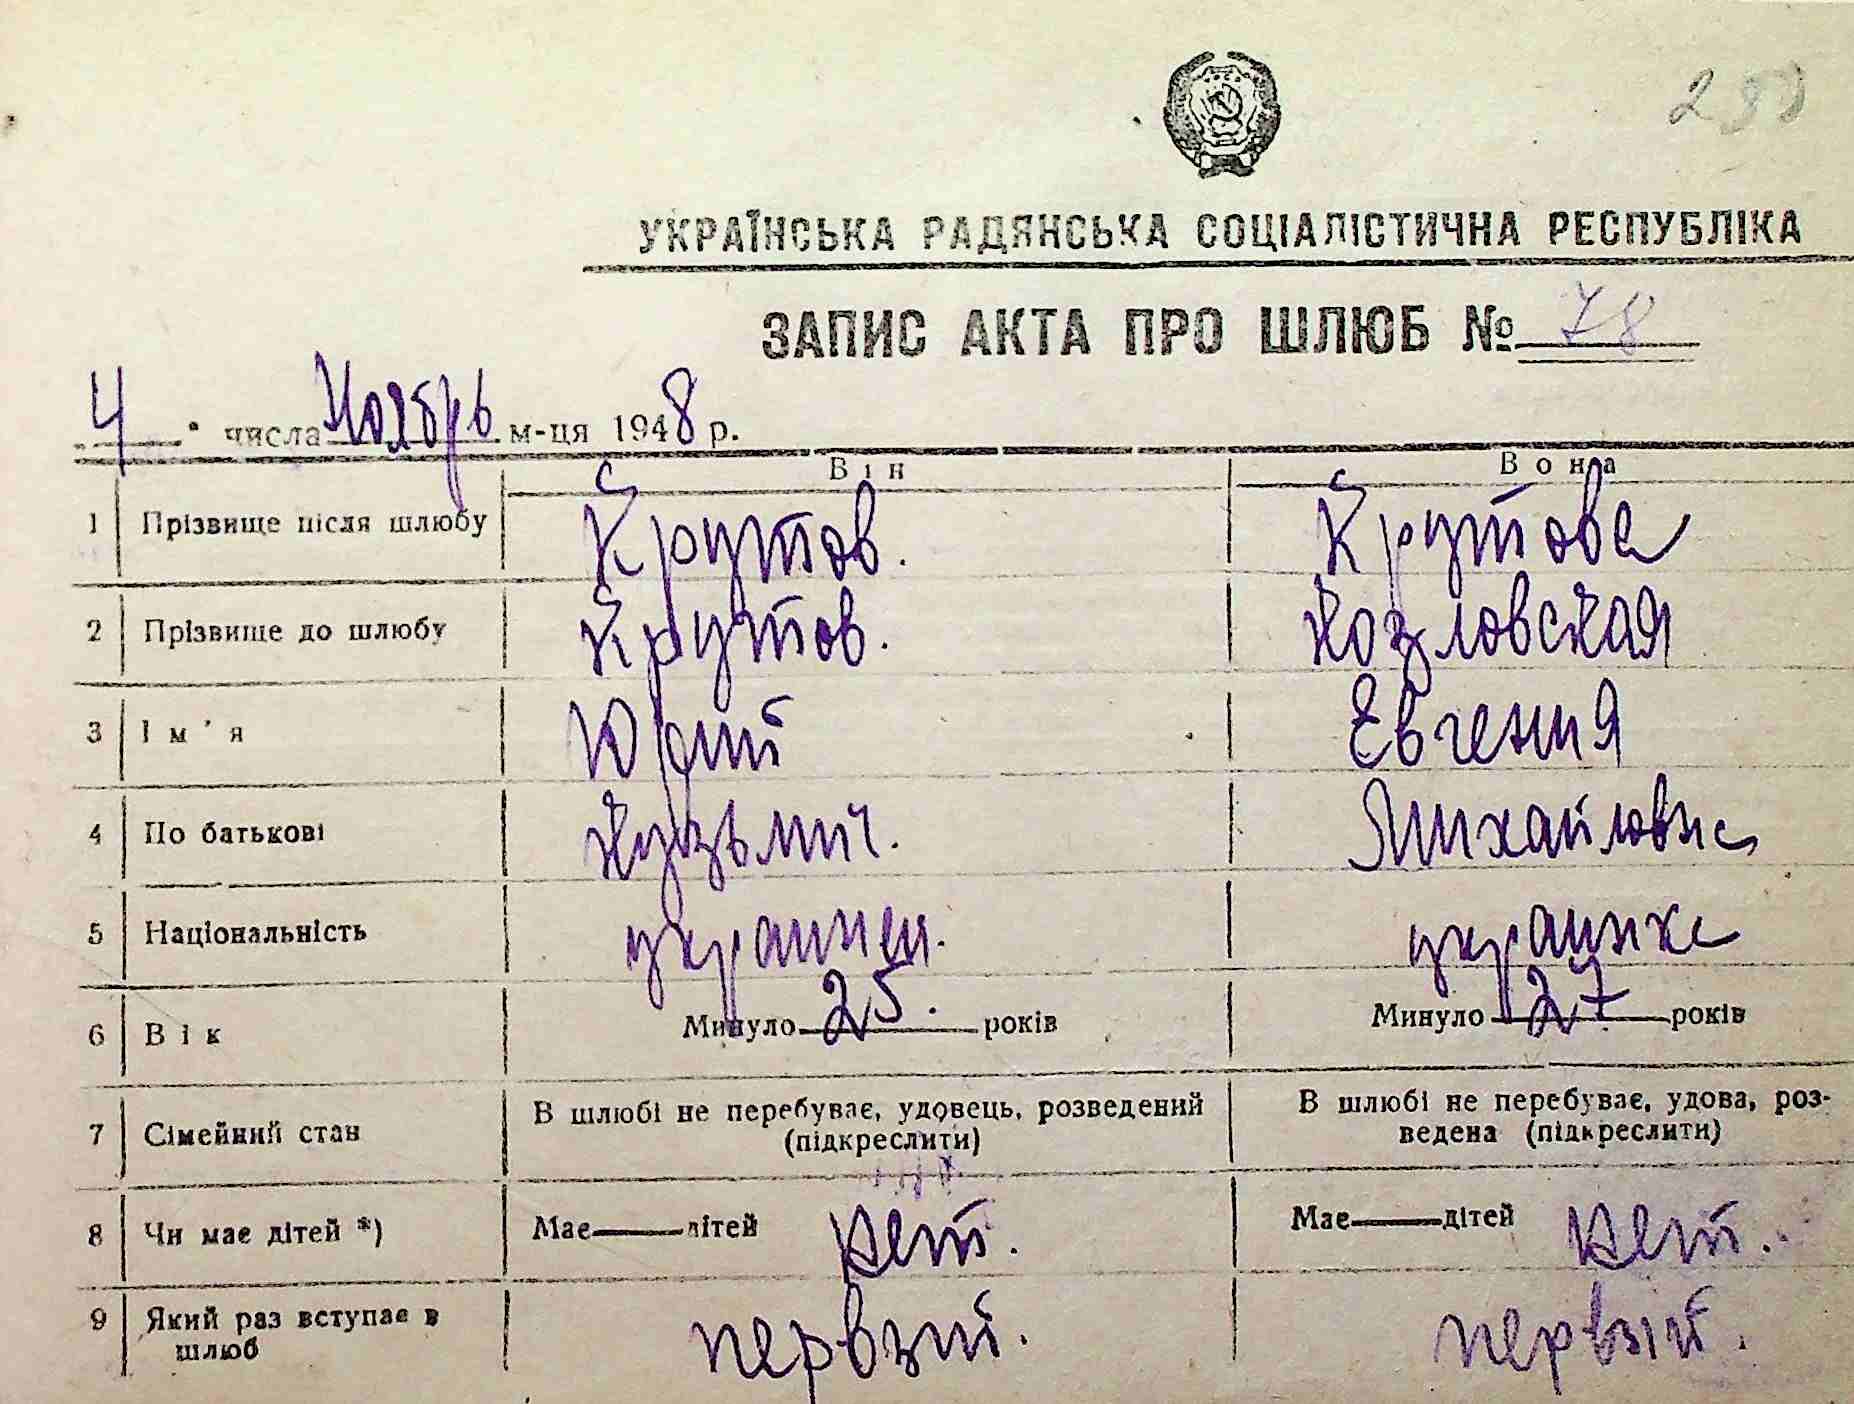 УКРАЇНСЬКА РАДЯНСЬКА СОЦІАЛІСТИЧНА РЕСПУБЛІКА
ЗАПИС АКТА ПРО ШЛЮБ № 78
„4" числа Ноябрь м-ця 1948 р.
Він Вона
1 Прізвище після шлюбу Крутов. Крутова
2 Прізвище до шлюбу Крутов. Козловская
3 Ім'я Юрий Евгения
4 По батькові Кузьмич. Михайловна
5 Національність украинец. украинка
6 Вік Минуло 25. років Минуло 27 років
7 Сімейний стан В шлюбі не перебуває, удовець, розведений (підкреслити) В шлюбі не перебуває, удова, роз-
ведена (підкреслити)
8 Чи має дітей *) Має дітей нет. Має дітей нет.
9 Який раз вступає в шлюб первый. первый.